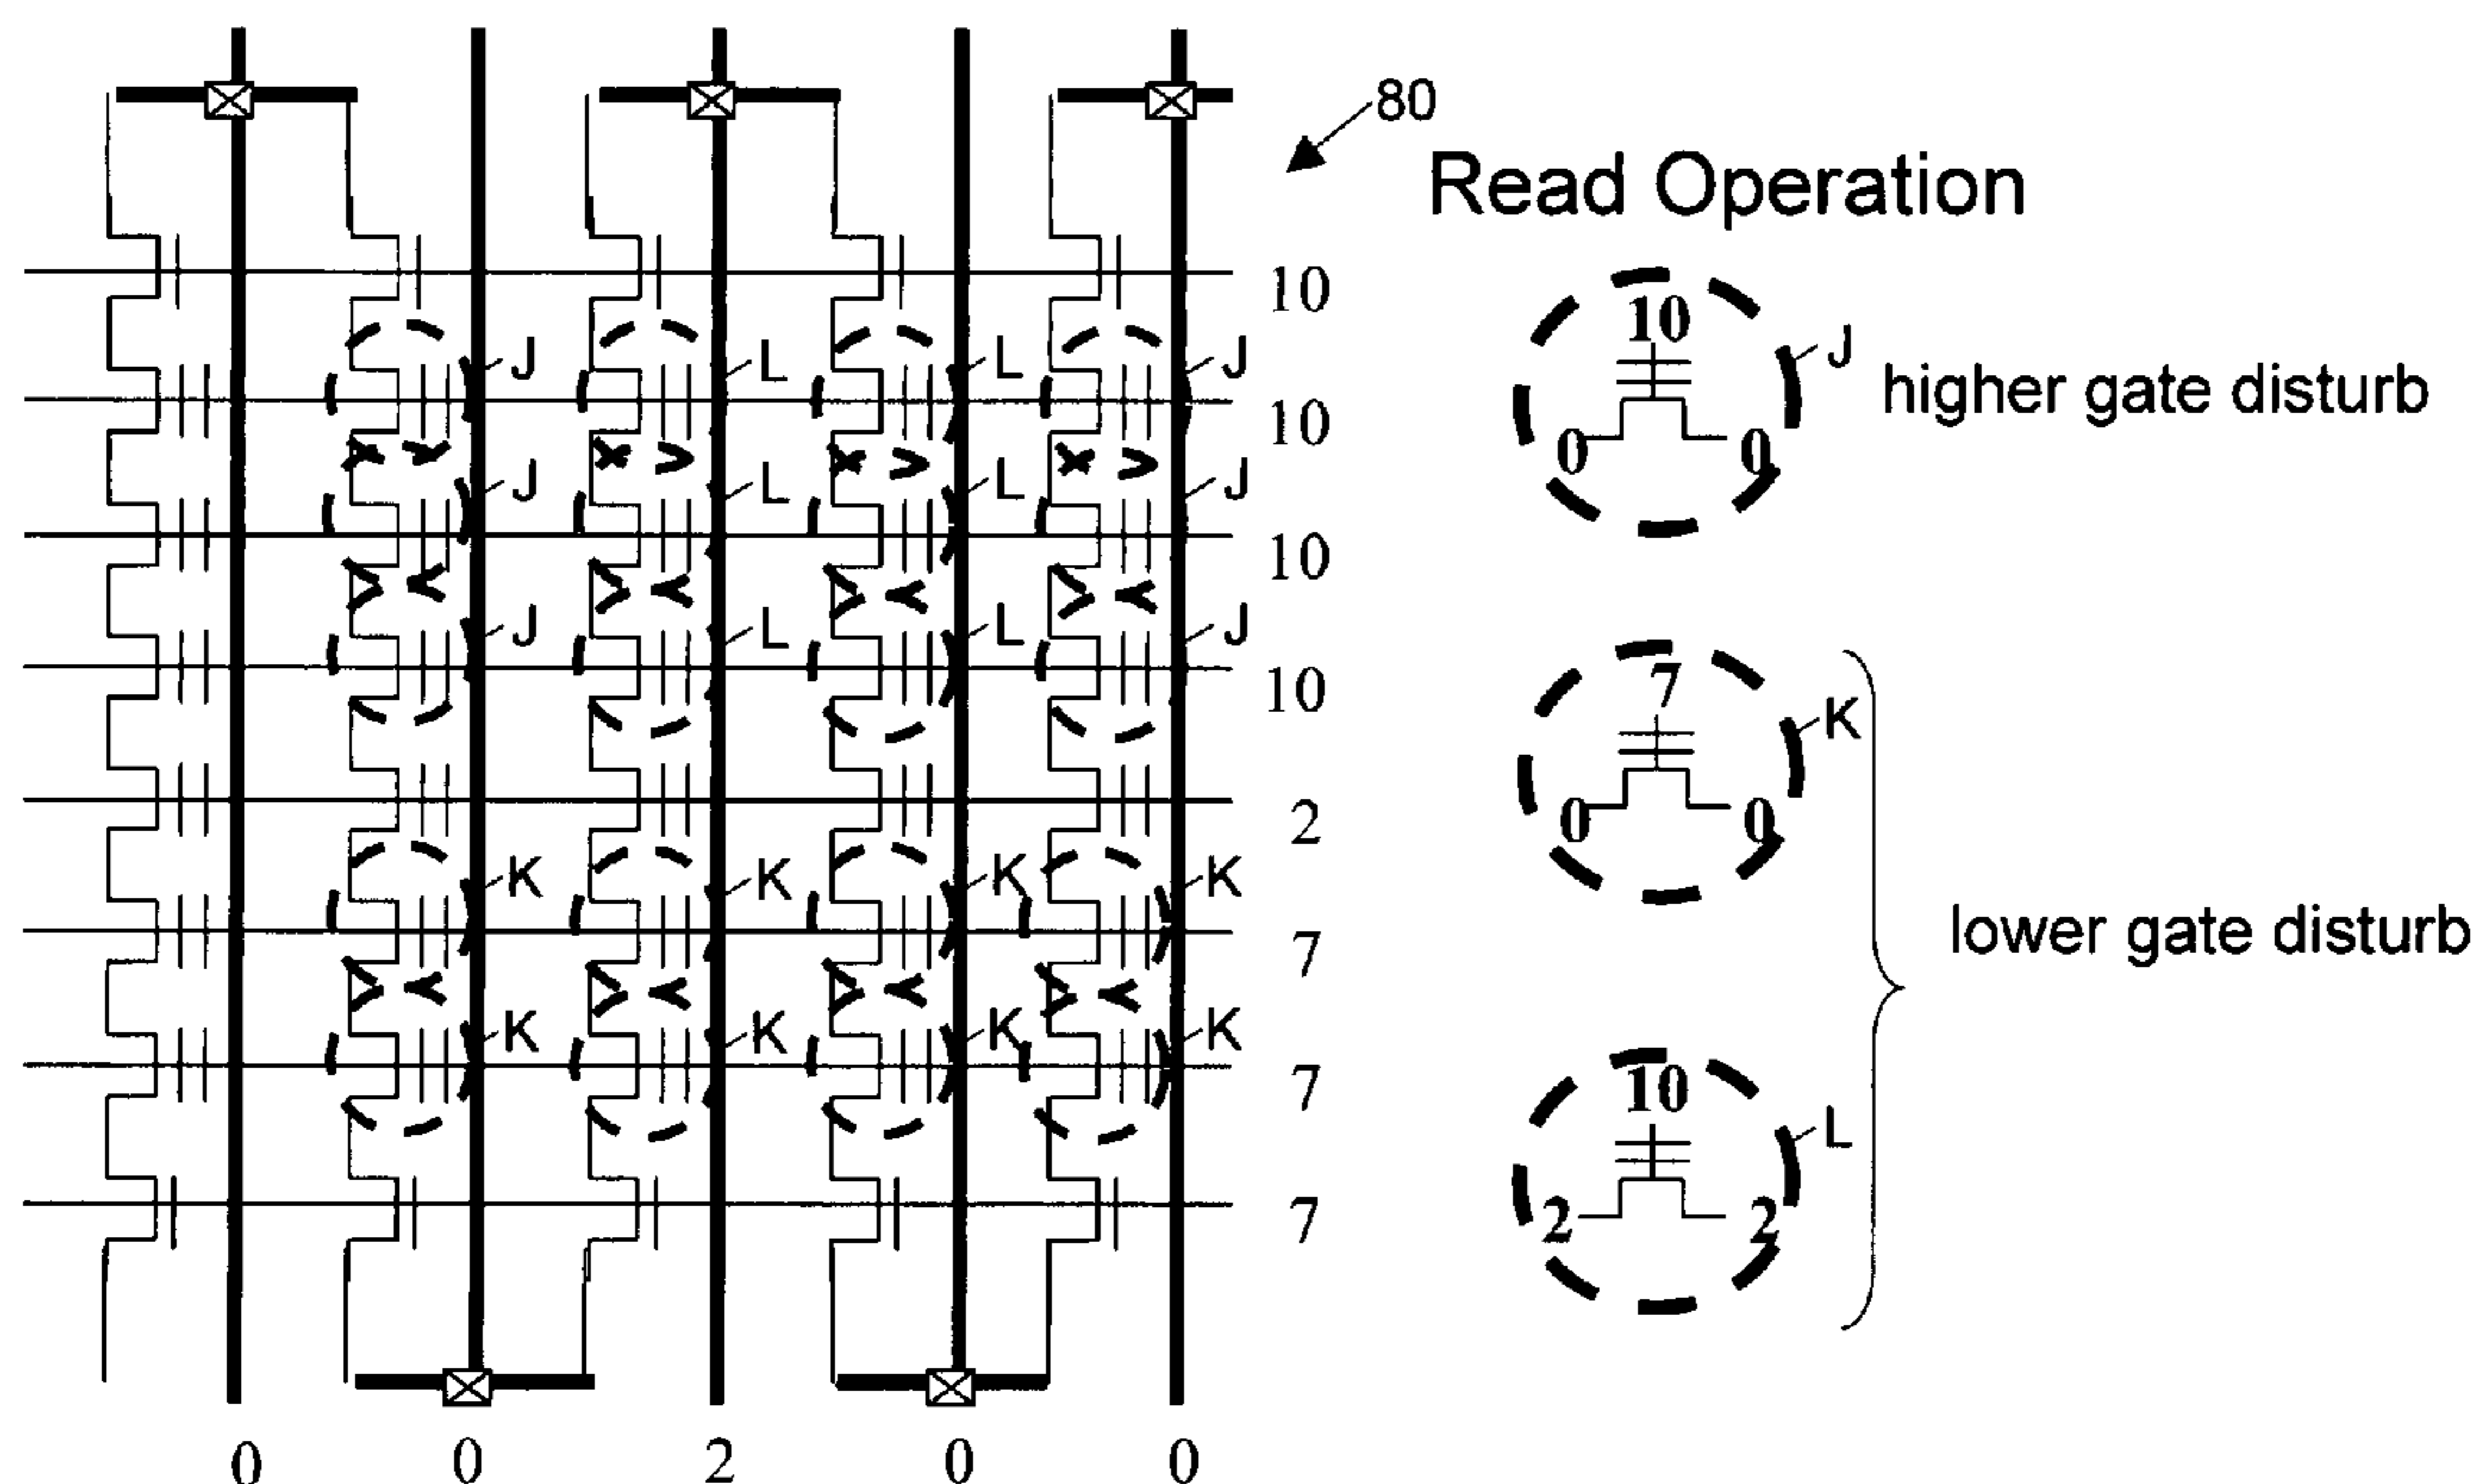 80
Read Operation
10
J L L J
10
J L L J
10
J L L J
10
2
K K K K
7
K K K K
7
7
0 0 2 0 0
10
J
0 0
higher gate disturb
7
K
0 0
lower gate disturb
10
L
2 2